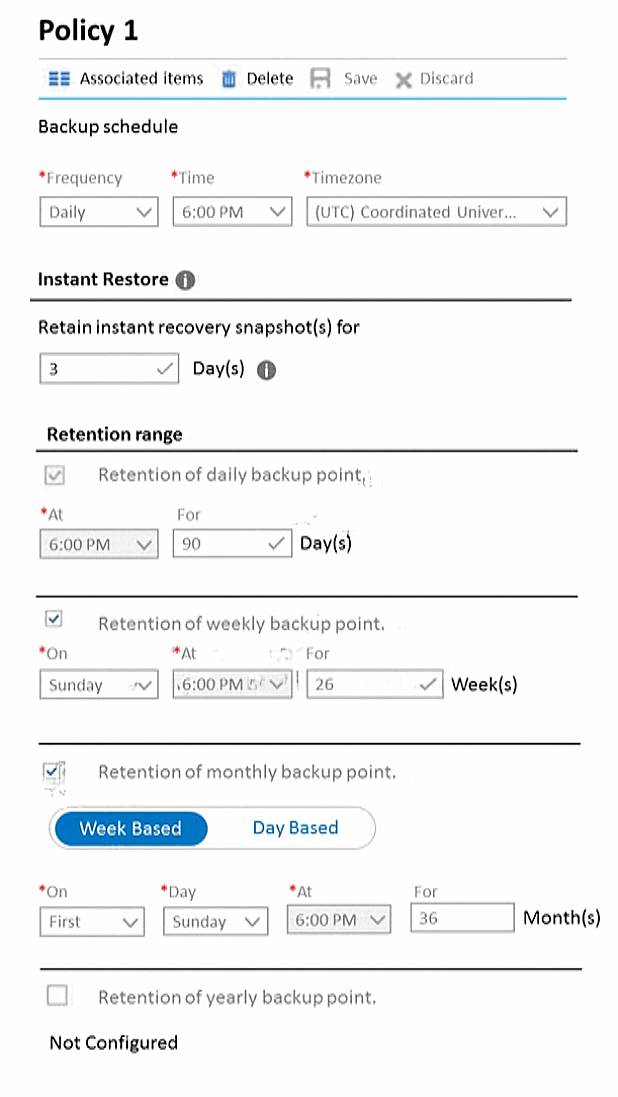 Policy 1
Associated items Delete Save Discard
Backup schedule
*Frequency *Time *Timezone
Daily 6:00 PM (UTC) Coordinated Univer...
Instant Restore
Retain instant recovery snapshot(s) for
3 Day(s)
Retention range
Retention of daily backup point.
*At For
6:00 PM 90 Day(s)
Retention of weekly backup point.
*On *At For
Sunday 6:00 PM 26 Week(s)
Retention of monthly backup point.
Week Based Day Based
*On *Day *At For
First Sunday 6:00 PM 36 Month(s)
Retention of yearly backup point.
Not Configured